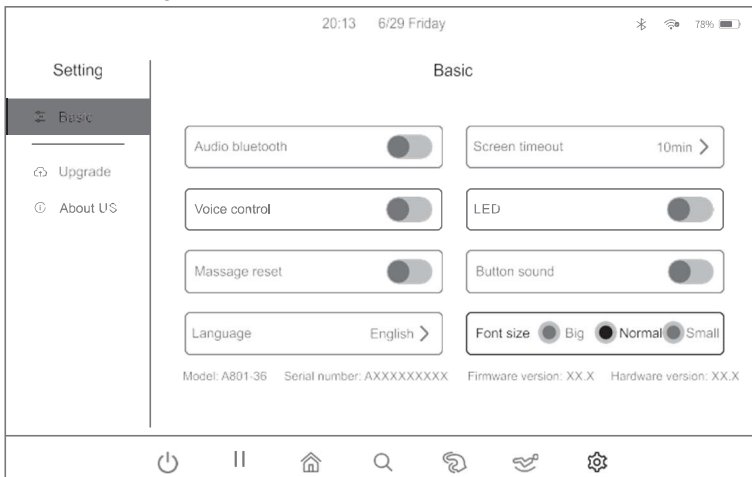 20:13 6/29 Friday 78%
Setting
Basic
Basic
Upgrade
About US
Audio bluetooth
Screen timeout 10min
Voice control
LED
Massage reset
Button sound
Language English
Font size Big Normal Small
Model: A801-36 Serial number: AXXXXXXXXX Firmware version: XX.X Hardware version: XX.X